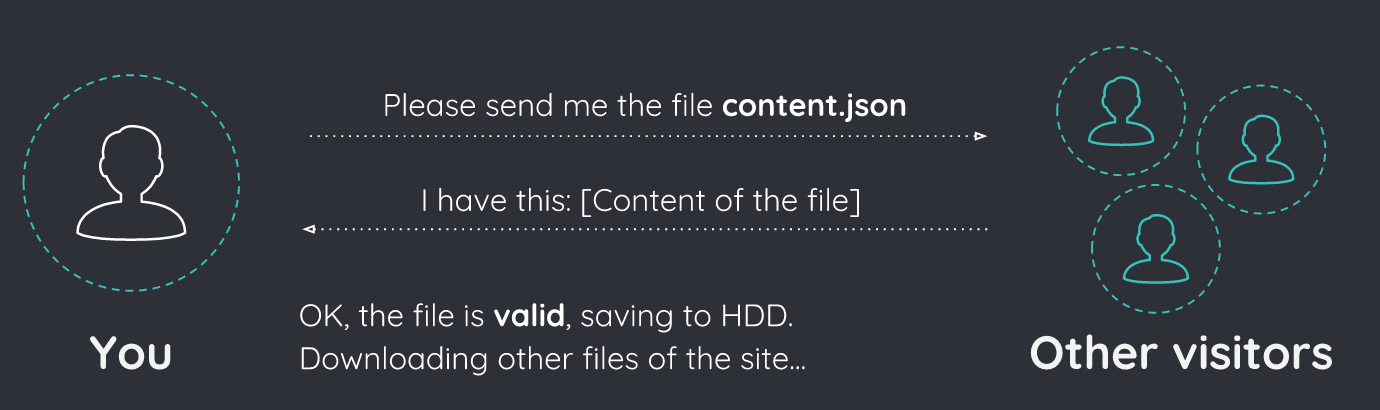 Please send me the file content.json
I have this: [Content of the file]
OK, the file is valid, saving to HDD.
Downloading other files of the site...
You
Other visitors